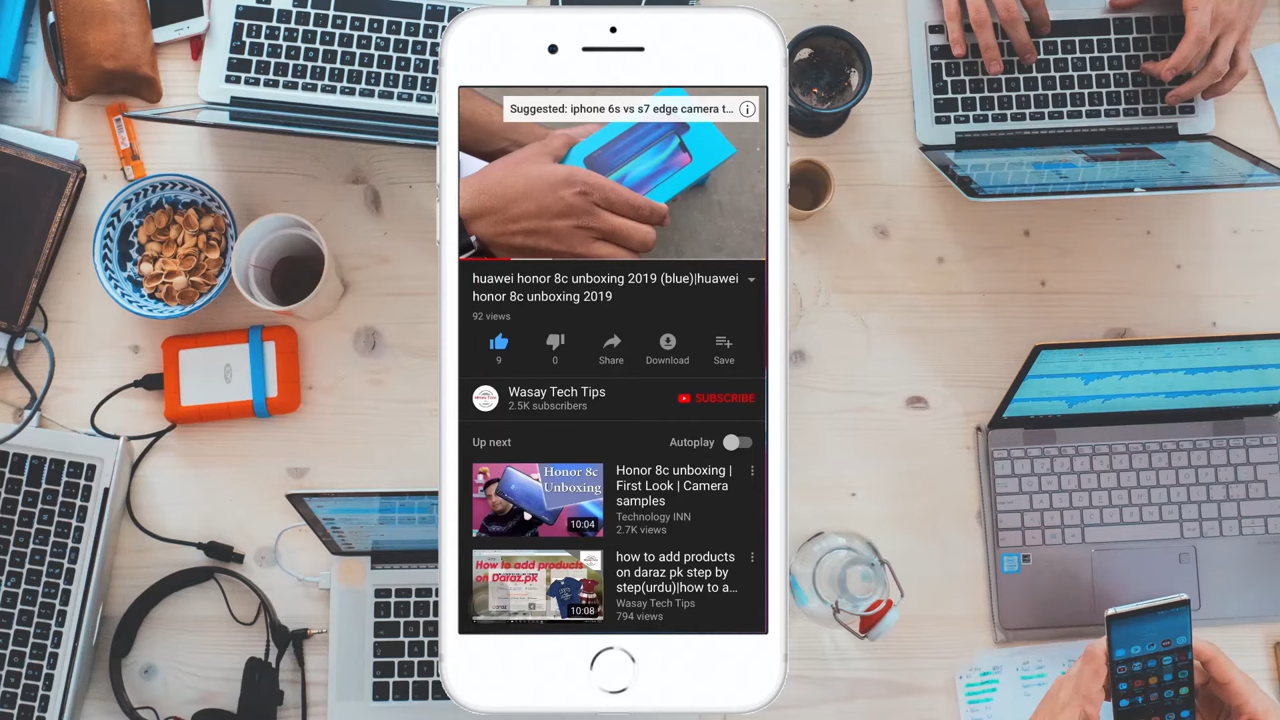 Suggested: iphone 6s vs s7 edge camera t...
huawei honor 8c unboxing 2019 (blue)|huawei
honor 8c unboxing 2019
92 views
9
0
Share
Download
Save
Wasay Tech Tips
2.5K subscribers
SUBSCRIBE
Up next
Autoplay
Honor 8c
Unboxing
10:04
Honor 8c unboxing |
First Look | Camera
samples
Technology INN
2.7K views
How to add products
on Daraz.pk
10:08
how to add products
on daraz pk step by
step(urdu)|how to a...
Wasay Tech Tips
794 views